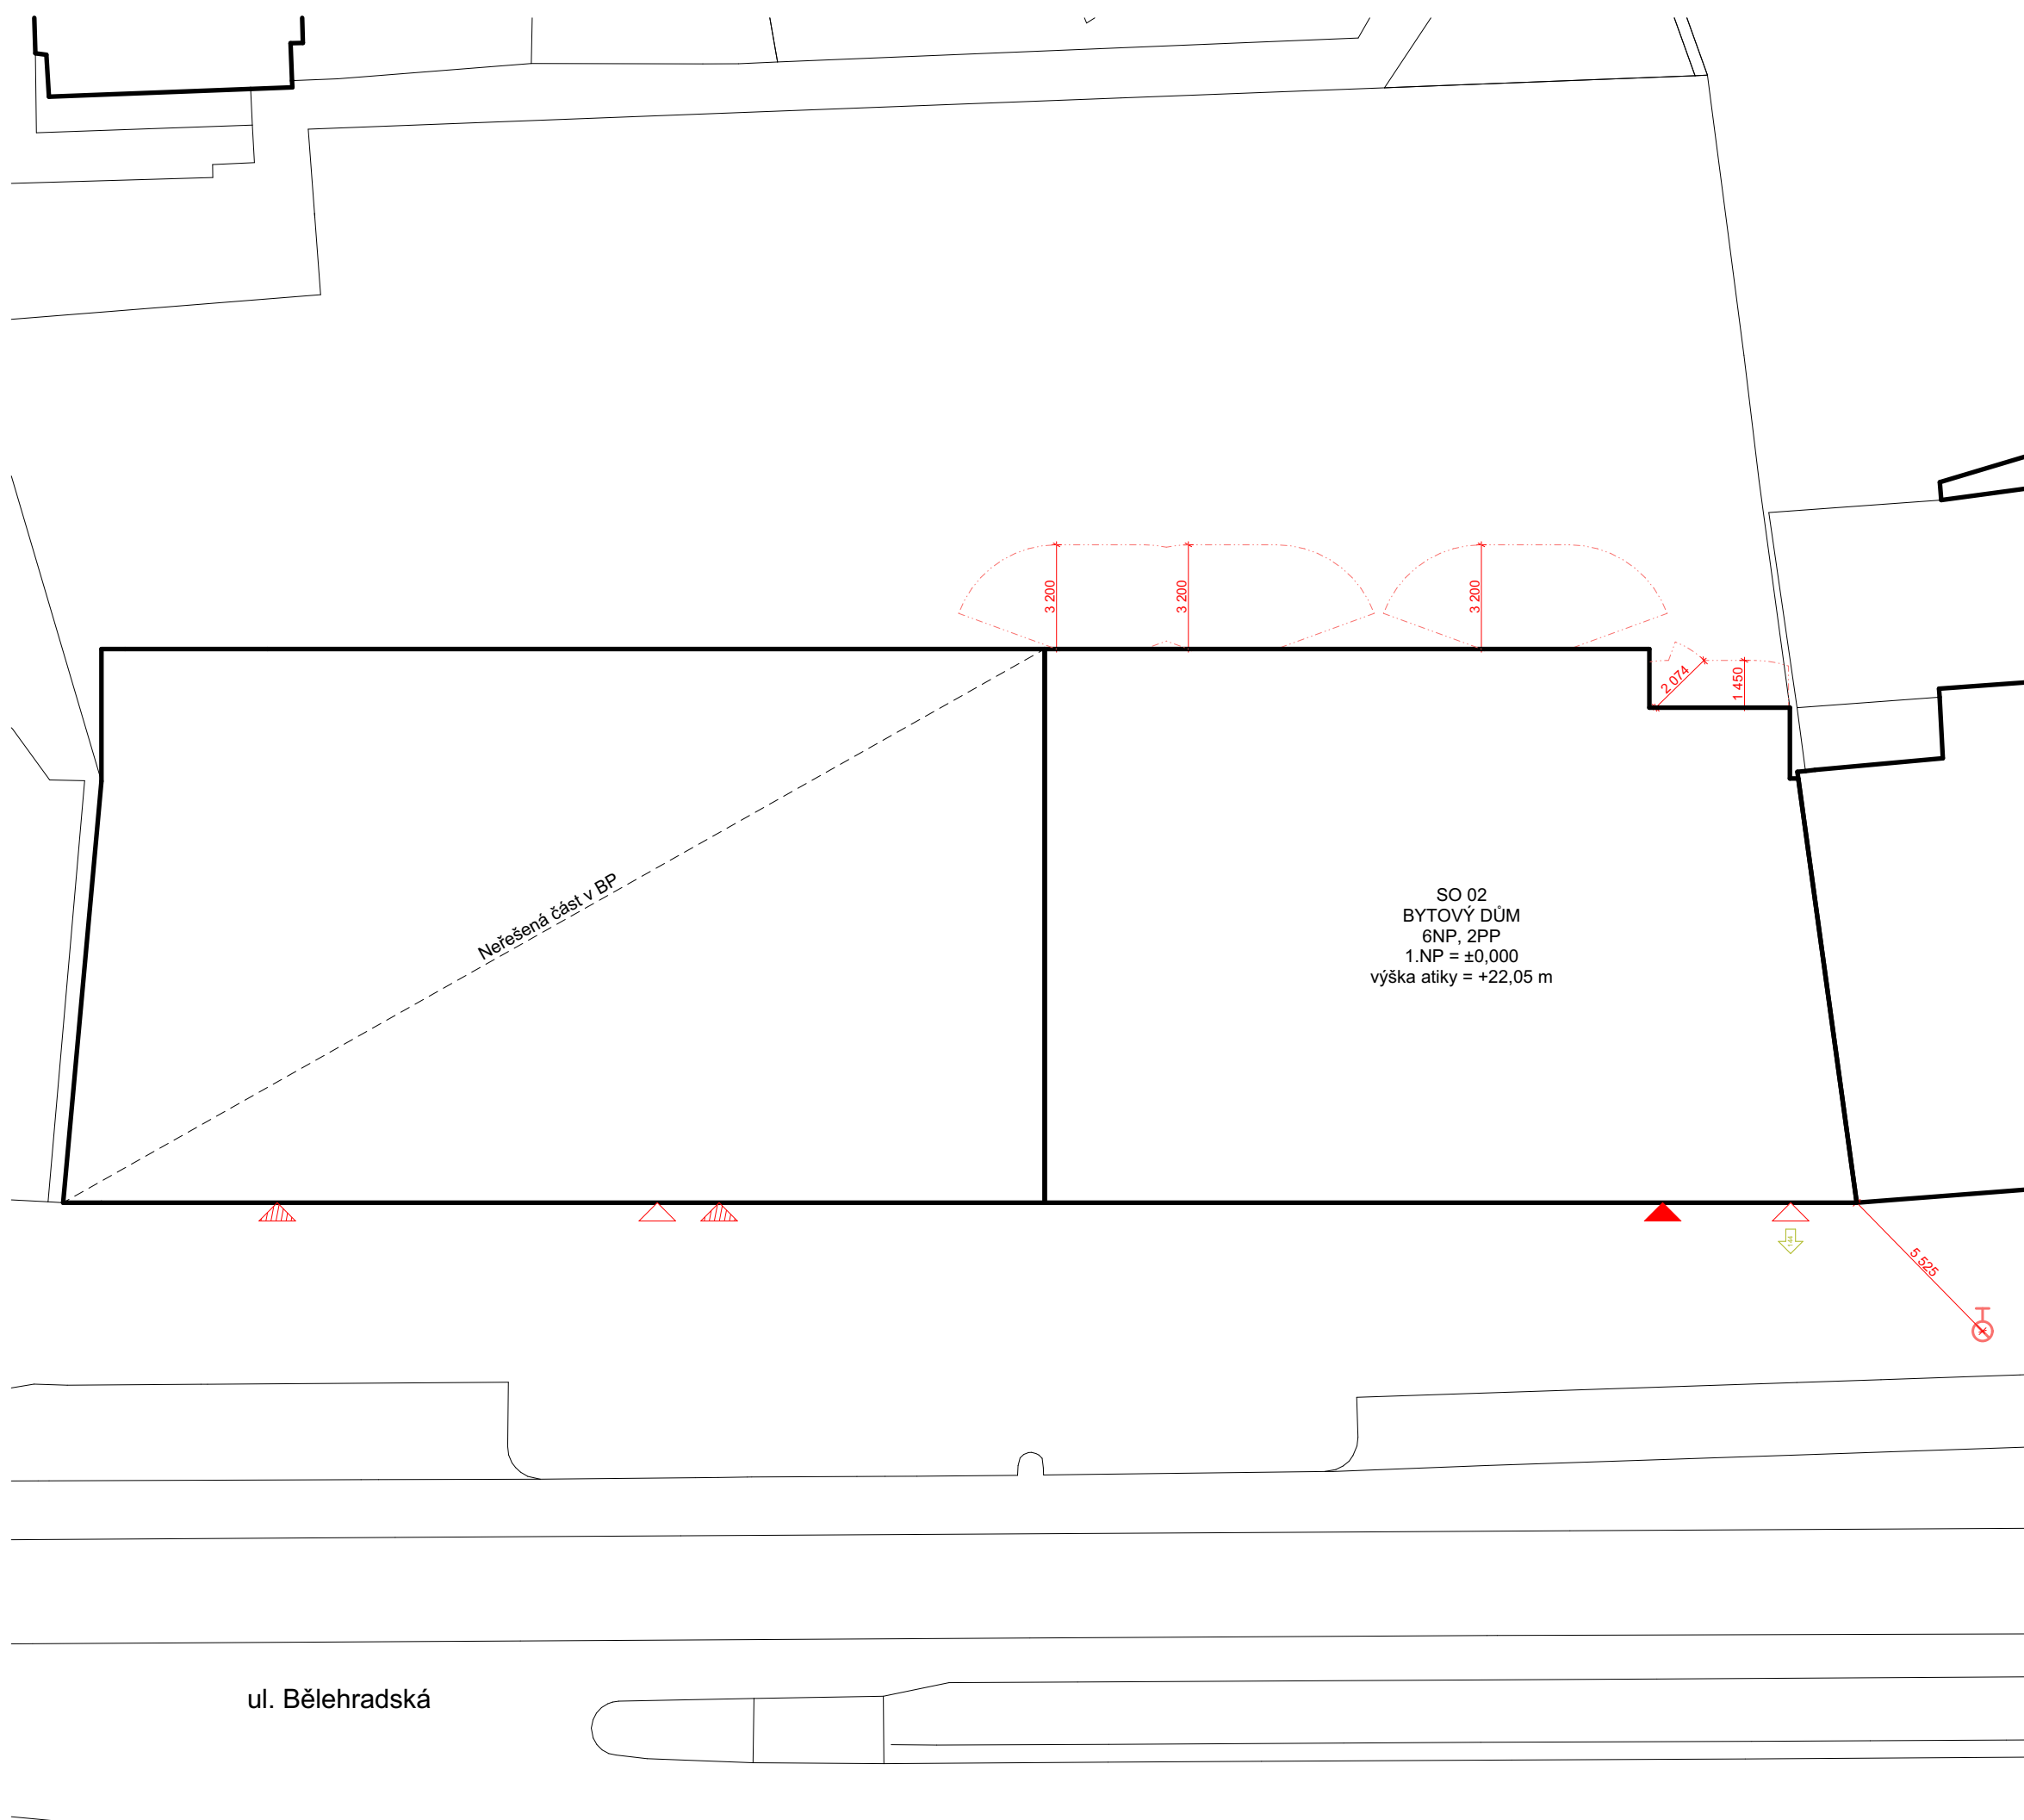 3 200
3 200
3 200
2 074
1 450
Neřešená část v BP
SO 02
BYTOVÝ DŮM
6NP, 2PP
1.NP = ±0,000
výška atiky = +22,05 m
5 525
ul. Bělehradská